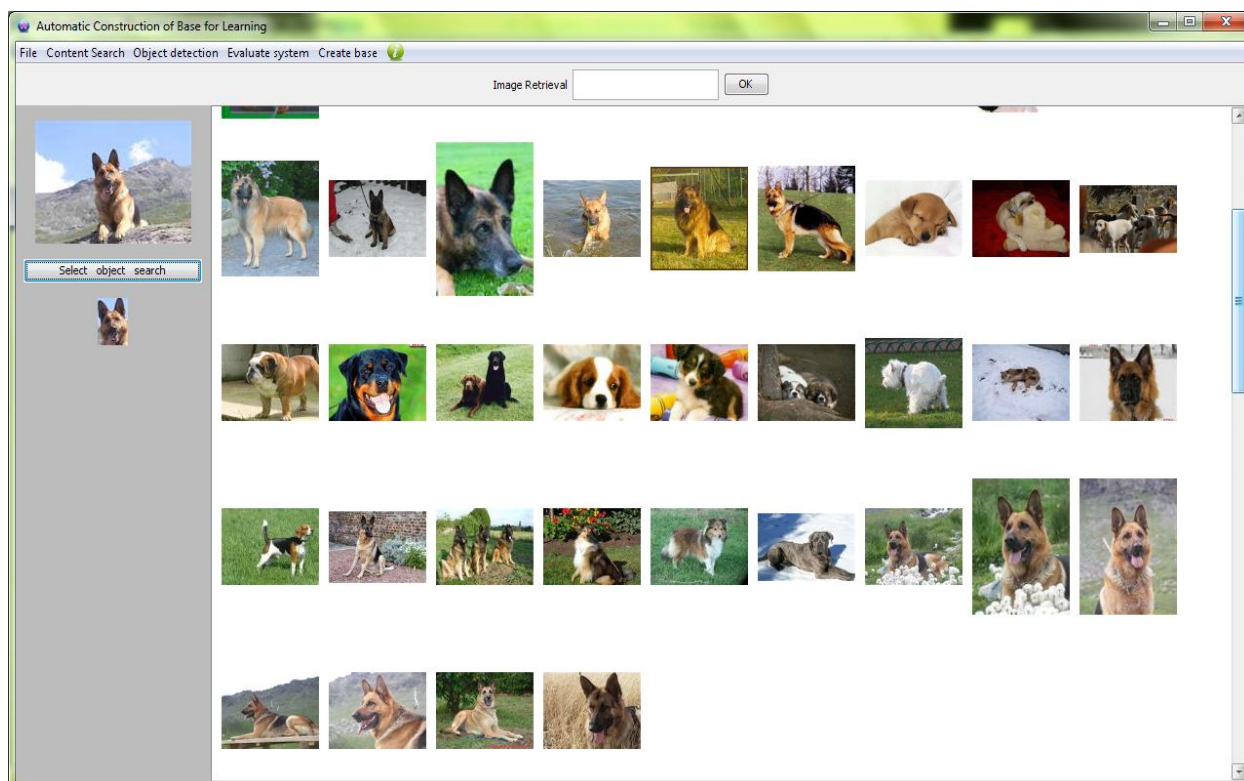 Automatic Construction of Base for Learning
File Content Search Object detection Evaluate system Create base
Image Retrieval OK
Select object search